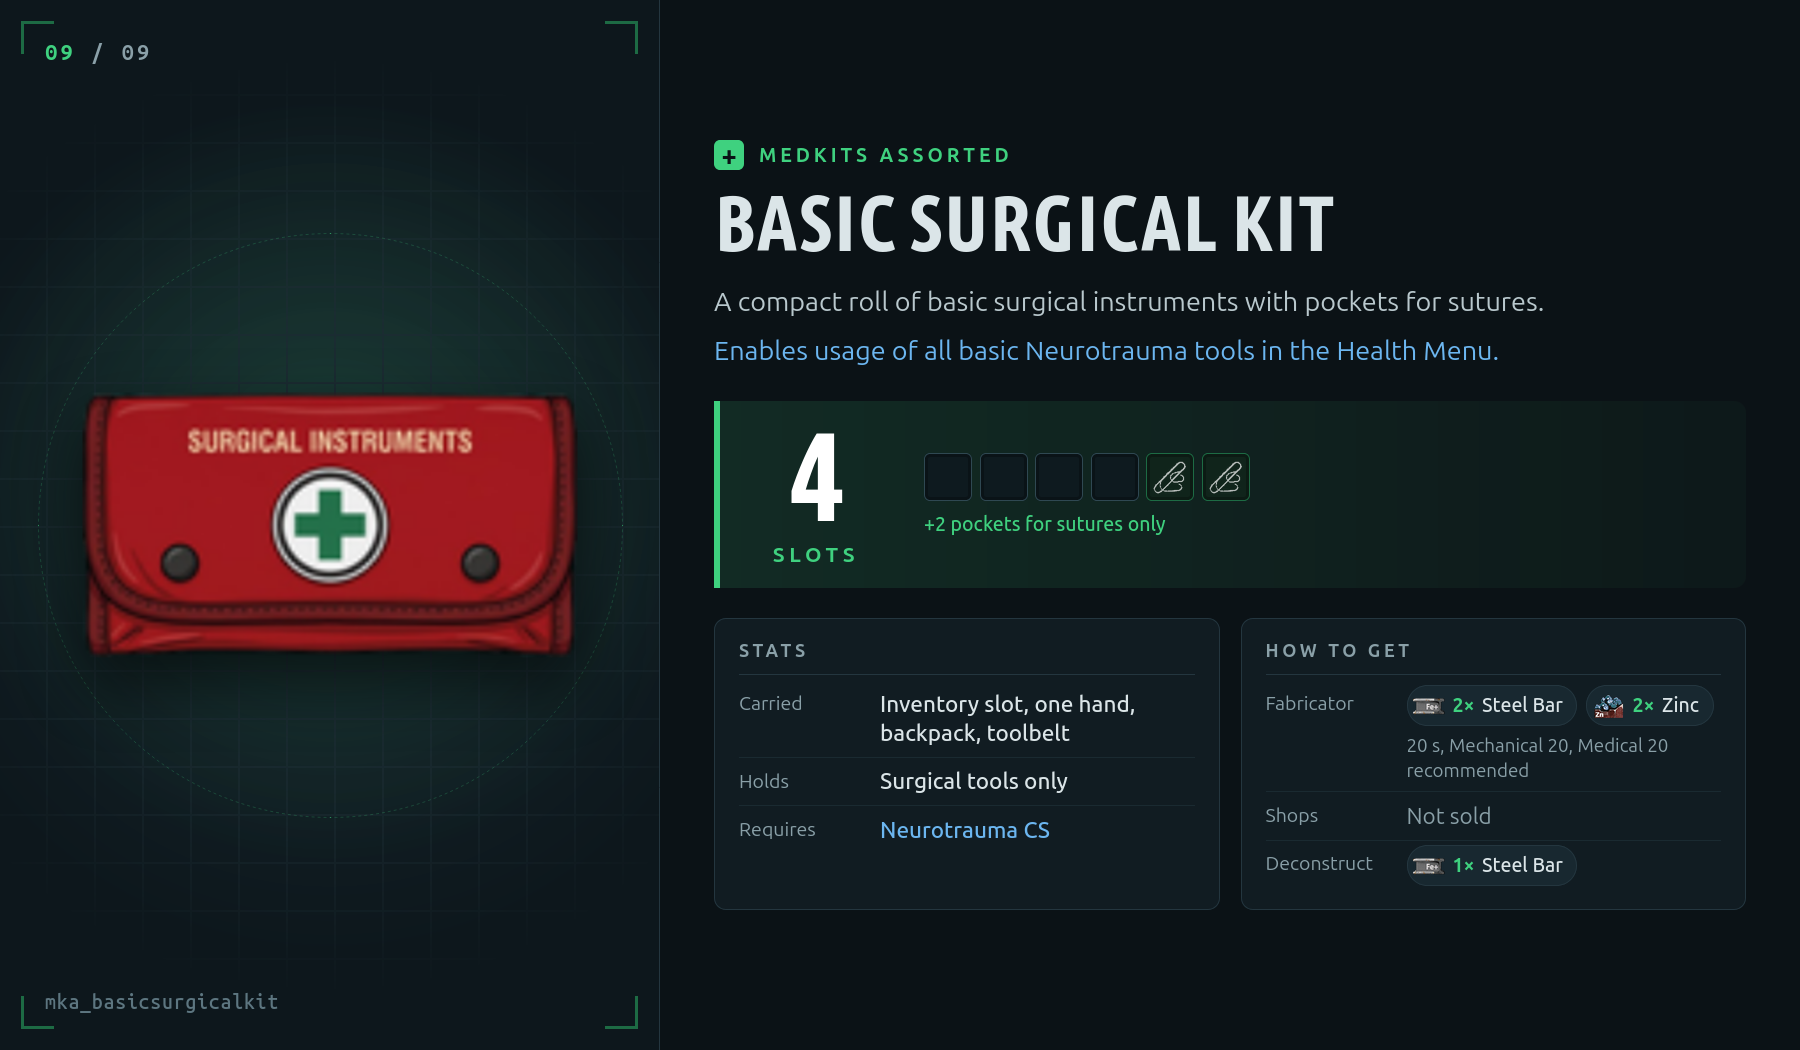 09 / 09
SURGICAL INSTRUMENTS
mka_basicsurgicalkit
MEDKITS ASSORTED
BASIC SURGICAL KIT
A compact roll of basic surgical instruments with pockets for sutures.
Enables usage of all basic Neurotrauma tools in the Health Menu.
4
SLOTS
+2 pockets for sutures only
STATS
Carried
Inventory slot, one hand,
backpack, toolbelt
Holds
Surgical tools only
Requires
Neurotrauma CS
HOW TO GET
Fabricator
Fe+ 2× Steel Bar
Zn 2× Zinc
20 s, Mechanical 20, Medical 20
recommended
Shops
Not sold
Deconstruct
Fe+ 1× Steel Bar